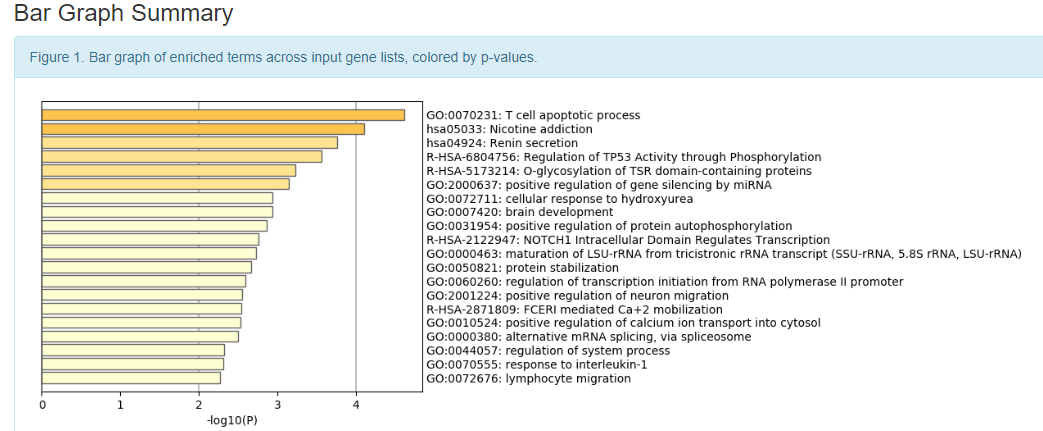 Bar Graph Summary
Figure 1. Bar graph of enriched terms across input gene lists, colored by p-values.
GO:0070231: T cell apoptotic process
hsa05033: Nicotine addiction
hsa04924: Renin secretion
R-HSA-6804756: Regulation of TP53 Activity through Phosphorylation
R-HSA-5173214: O-glycosylation of TSR domain-containing proteins
GO:2000637: positive regulation of gene silencing by miRNA
GO:0072711: cellular response to hydroxyurea
GO:0007420: brain development
GO:0031954: positive regulation of protein autophosphorylation
R-HSA-2122947: NOTCH1 Intracellular Domain Regulates Transcription
GO:0000463: maturation of LSU-rRNA from tricistronic rRNA transcript (SSU-rRNA, 5.8S rRNA, LSU-rRNA)
GO:0050821: protein stabilization
GO:0060260: regulation of transcription initiation from RNA polymerase II promoter
GO:2001224: positive regulation of neuron migration
R-HSA-2871809: FCERI mediated Ca+2 mobilization
GO:0010524: positive regulation of calcium ion transport into cytosol
GO:0000380: alternative mRNA splicing, via spliceosome
GO:0044057: regulation of system process
GO:0070555: response to interleukin-1
GO:0072676: lymphocyte migration
0 1 2 3 4
-log10(P)